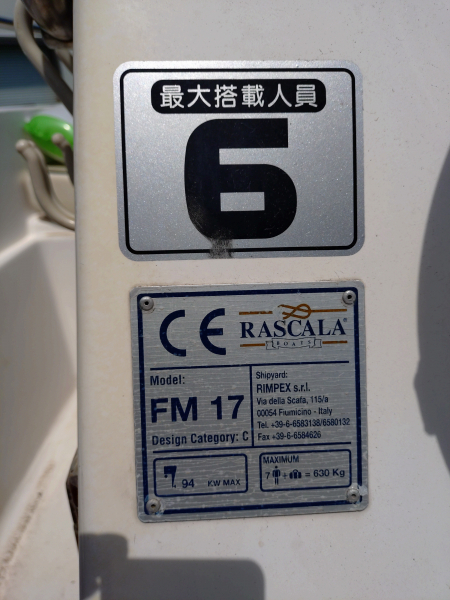 最大搭載人員
6
CE RASCALA®
BOATS
Model:
FM 17
Design Category: C
Shipyard:
RIMPEX s.r.l.
Via della Scafa, 115/a
00054 Fiumicino - Italy
Tel. +39-6-6583138/6580132
Fax +39-6-6584626
94 KW MAX
MAXIMUM
7 + = 630 Kg